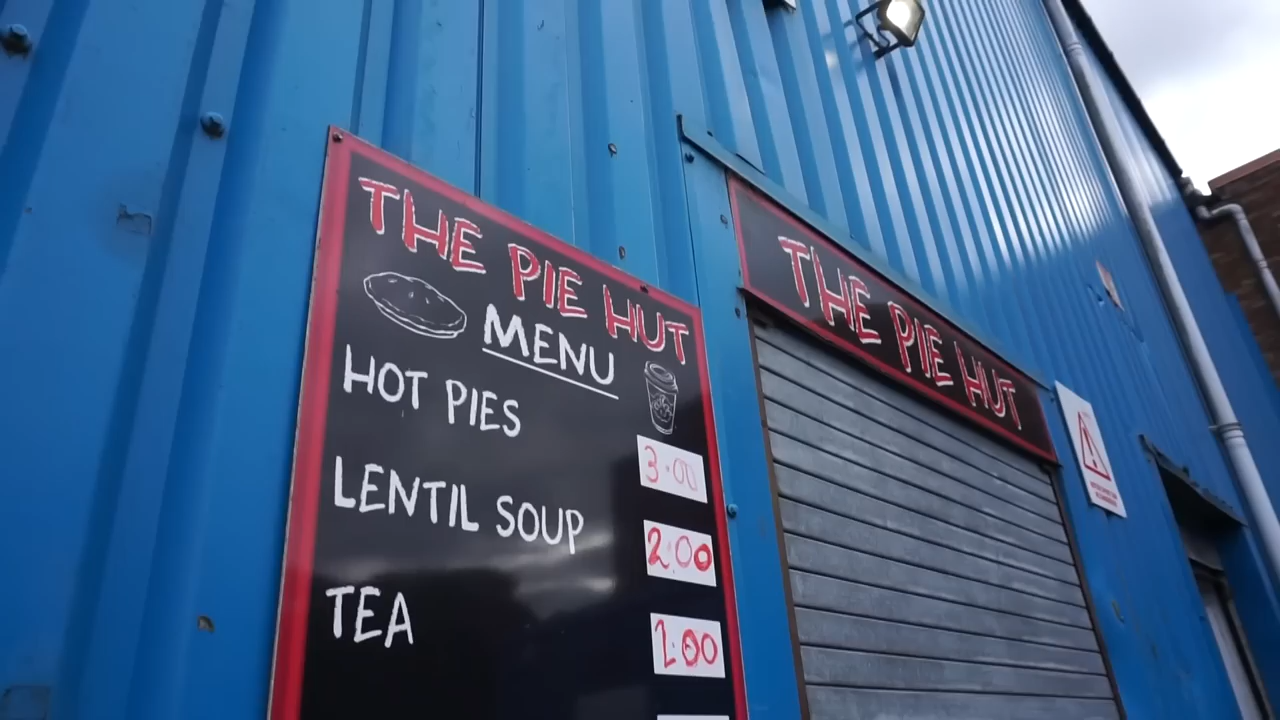 THE PIE HUT
MENU
HOT PIES 3.00
LENTIL SOUP 2.00
TEA 1.00
THE PIE HUT